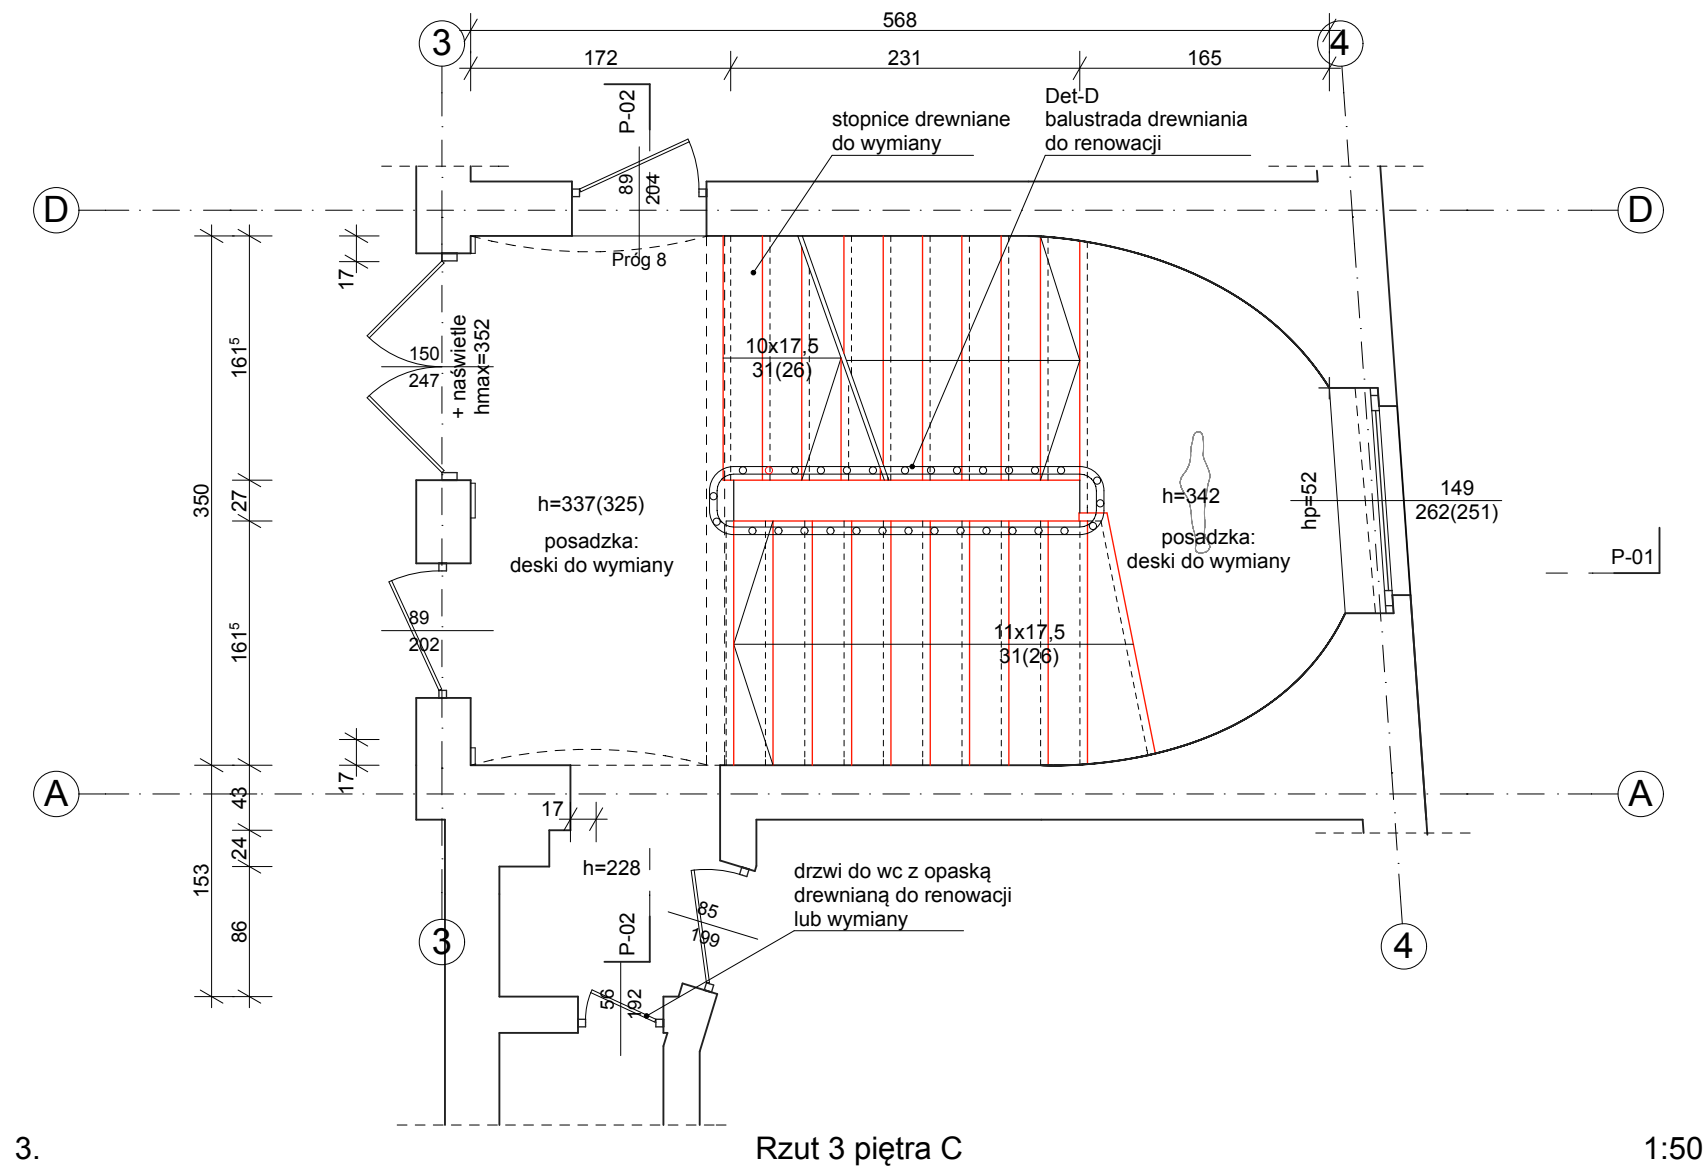 568
3
4
172
231
165
P-02
stopnice drewniane
do wymiany
Det-D
balustrada drewniania
do renowacji
89
204
D
D
Próg 8
17
161⁵
150
247
+ naświetle
hmax=352
10x17,5
31(26)
350
27
h=337(325)
posadzka:
deski do wymiany
h=342
posadzka:
deski do wymiany
hp=52
149
262(251)
P-01
89
202
161⁵
11x17,5
31(26)
17
A
A
43
17
24
153
86
h=228
drzwi do wc z opaską
drewnianą do renowacji
lub wymiany
85
199
P-02
3
4
56
192
3.
Rzut 3 piętra C
1:50